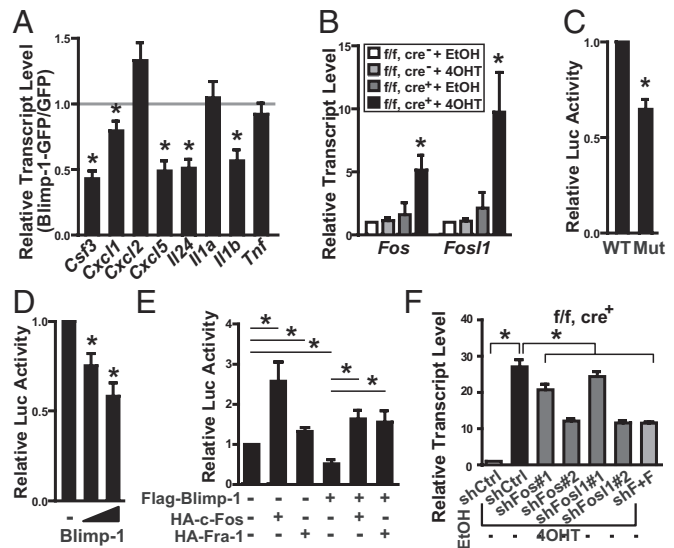 A
Relative Transcript Level
(Blimp-1-GFP/GFP)
1.5
1.0
0.5
0.0
*
*
*
*
*
Csf3
Cxcl1
Cxcl2
Cxcl5
Il24
Il1a
Il1b
Tnf
B
Relative Transcript Level
15
10
5
0
f/f, cre- + EtOH
f/f, cre- + 4OHT
f/f, cre+ + EtOH
f/f, cre+ + 4OHT
*
*
Fos
Fosl1
C
Relative Luc Activity
1.0
0.5
0.0
*
WT
Mut
D
Relative Luc Activity
1.0
0.5
0.0
*
*
-
Blimp-1
E
Relative Luc Activity
4
3
2
1
0
*
*
*
*
*
Flag-Blimp-1 - - - + + +
HA-c-Fos - + - - + -
HA-Fra-1 - - + - - +
F
f/f, cre+
Relative Transcript Level
40
30
20
10
0
*
*
shCtrl
shCtrl
shFos#1
shFos#2
shFosl1#1
shFosl1#2
shF+F
EtOH
4OHT